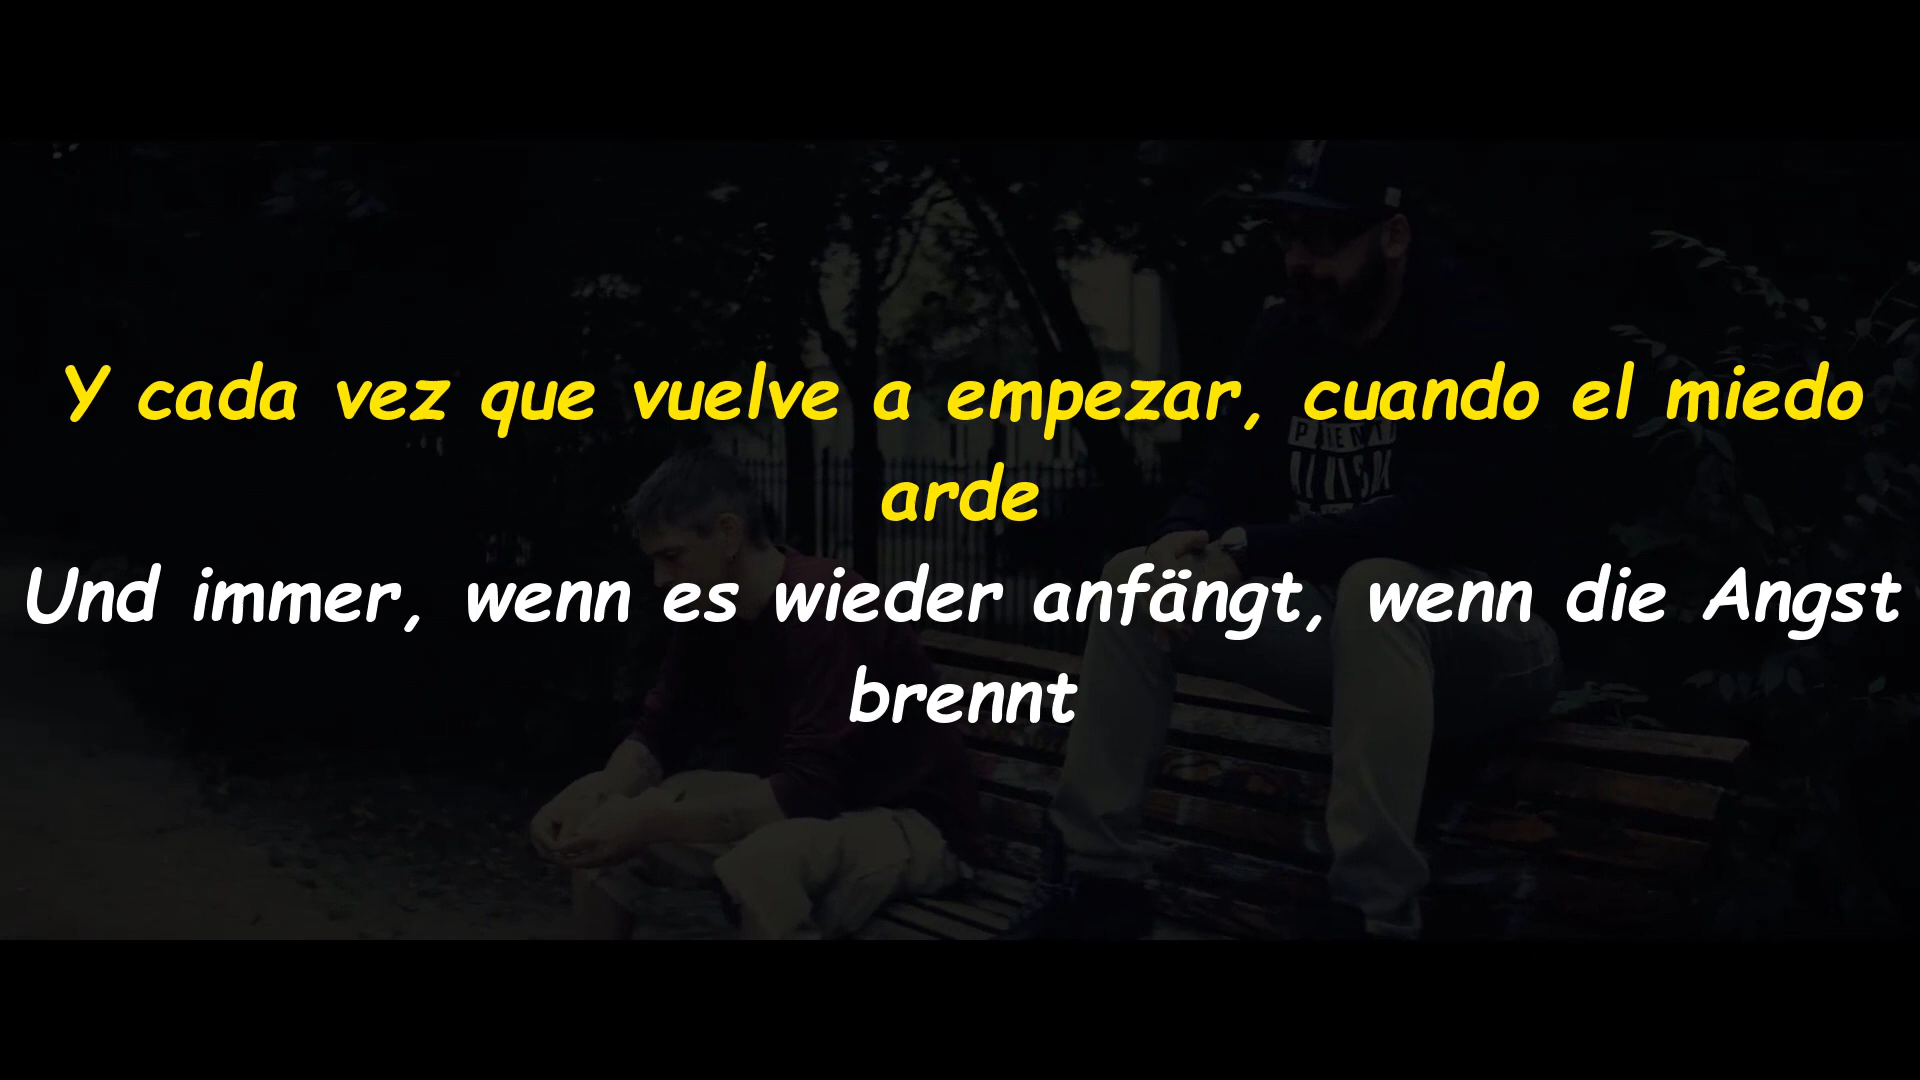 Y cada vez que vuelve a empezar, cuando el miedo
arde
Und immer, wenn es wieder anfängt, wenn die Angst
brennt